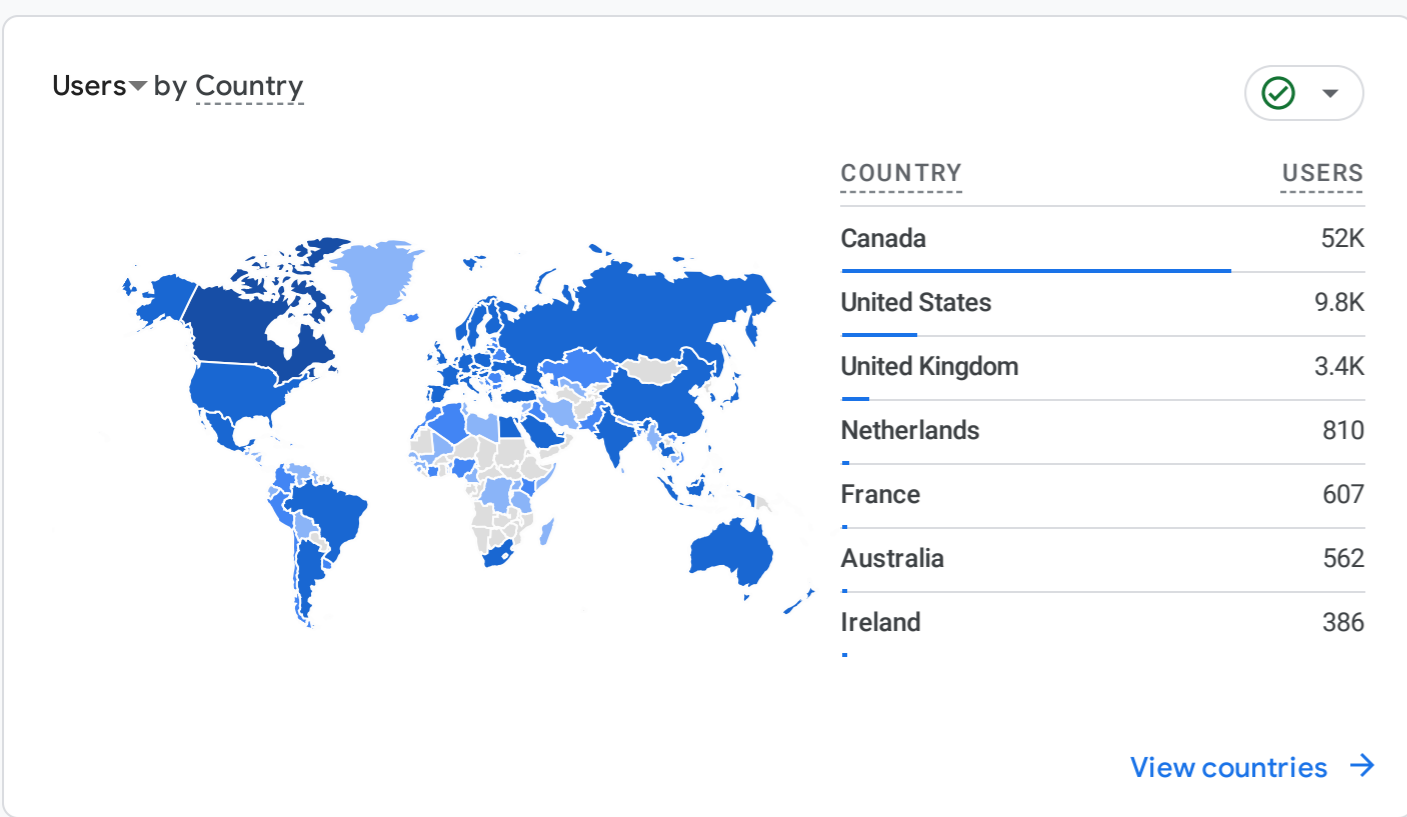 Users by Country
COUNTRY USERS
Canada 52K
United States 9.8K
United Kingdom 3.4K
Netherlands 810
France 607
Australia 562
Ireland 386
View countries